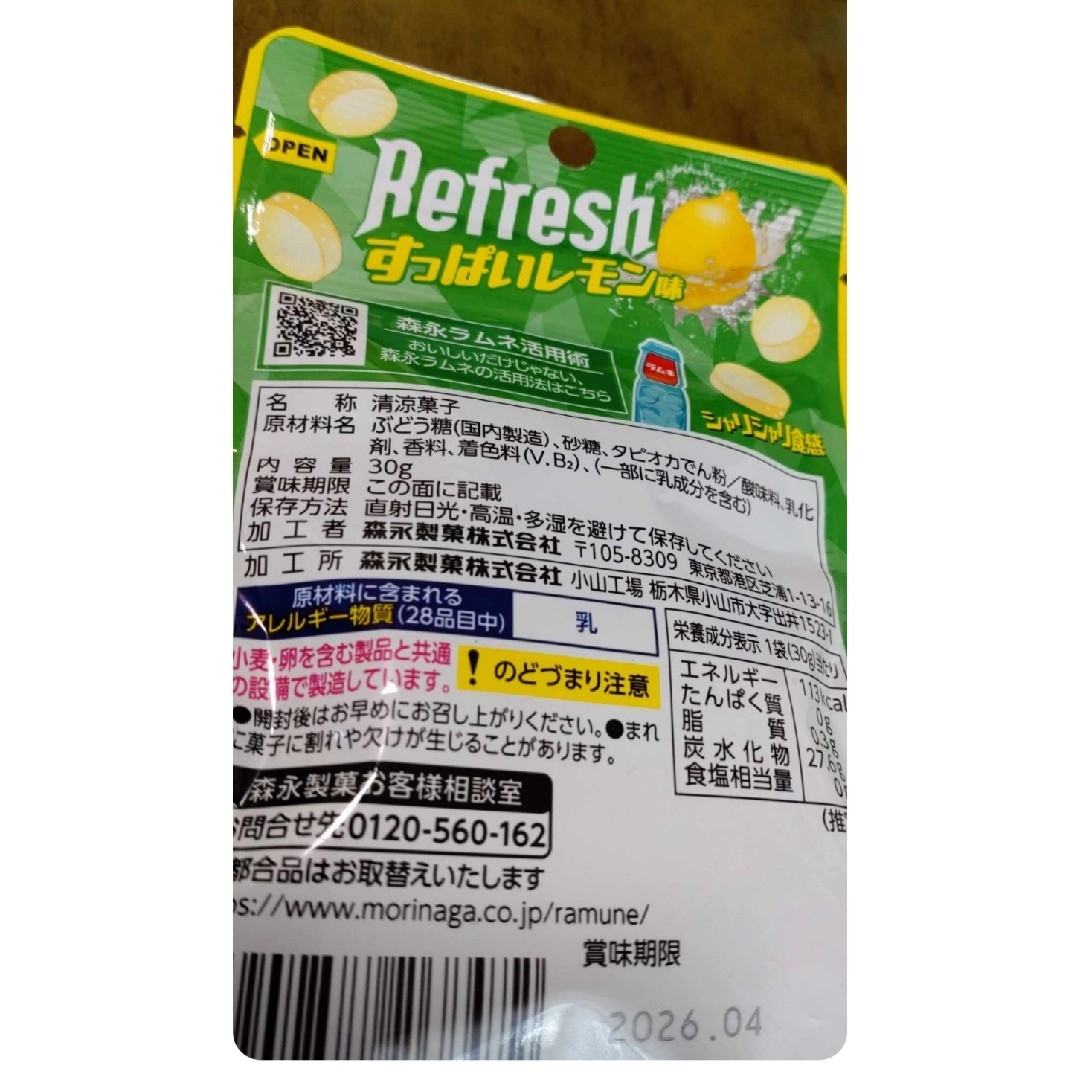 OPEN
Refresh
すっぱいレモン味
森永ラムネ活用術
おいしいだけじゃない、
森永ラムネの活用法はこちら
ラムネ
シャリシャリ食感
名称 清涼菓子
原材料名 ぶどう糖(国内製造)、砂糖、タピオカでん粉／酸味料、乳化
剤、香料、着色料(V.B₂)、(一部に乳成分を含む)
内容量 30g
賞味期限 この面に記載
保存方法 直射日光・高温・多湿を避けて保存してください
加工者 森永製菓株式会社 〒105-8309 東京都港区芝浦1-13-16
加工所 森永製菓株式会社 小山工場 栃木県小山市大字出井1523-1
原材料に含まれる
アレルギー物質(28品目中) 乳
小麦・卵を含む製品と共通
の設備で製造しています。
! のどづまり注意
●開封後はお早めにお召し上がりください。●まれ
に菓子に割れや欠けが生じることがあります。
栄養成分表示 1袋(30g)当たり
エネルギー 113kcal
たんぱく質 0g
脂質 0.3g
炭水化物 27.6g
食塩相当量 0
(推
森永製菓お客様相談室
お問合せ先 0120-560-162
部合品はお取替えいたします
ps://www.morinaga.co.jp/ramune/
賞味期限
2026.04